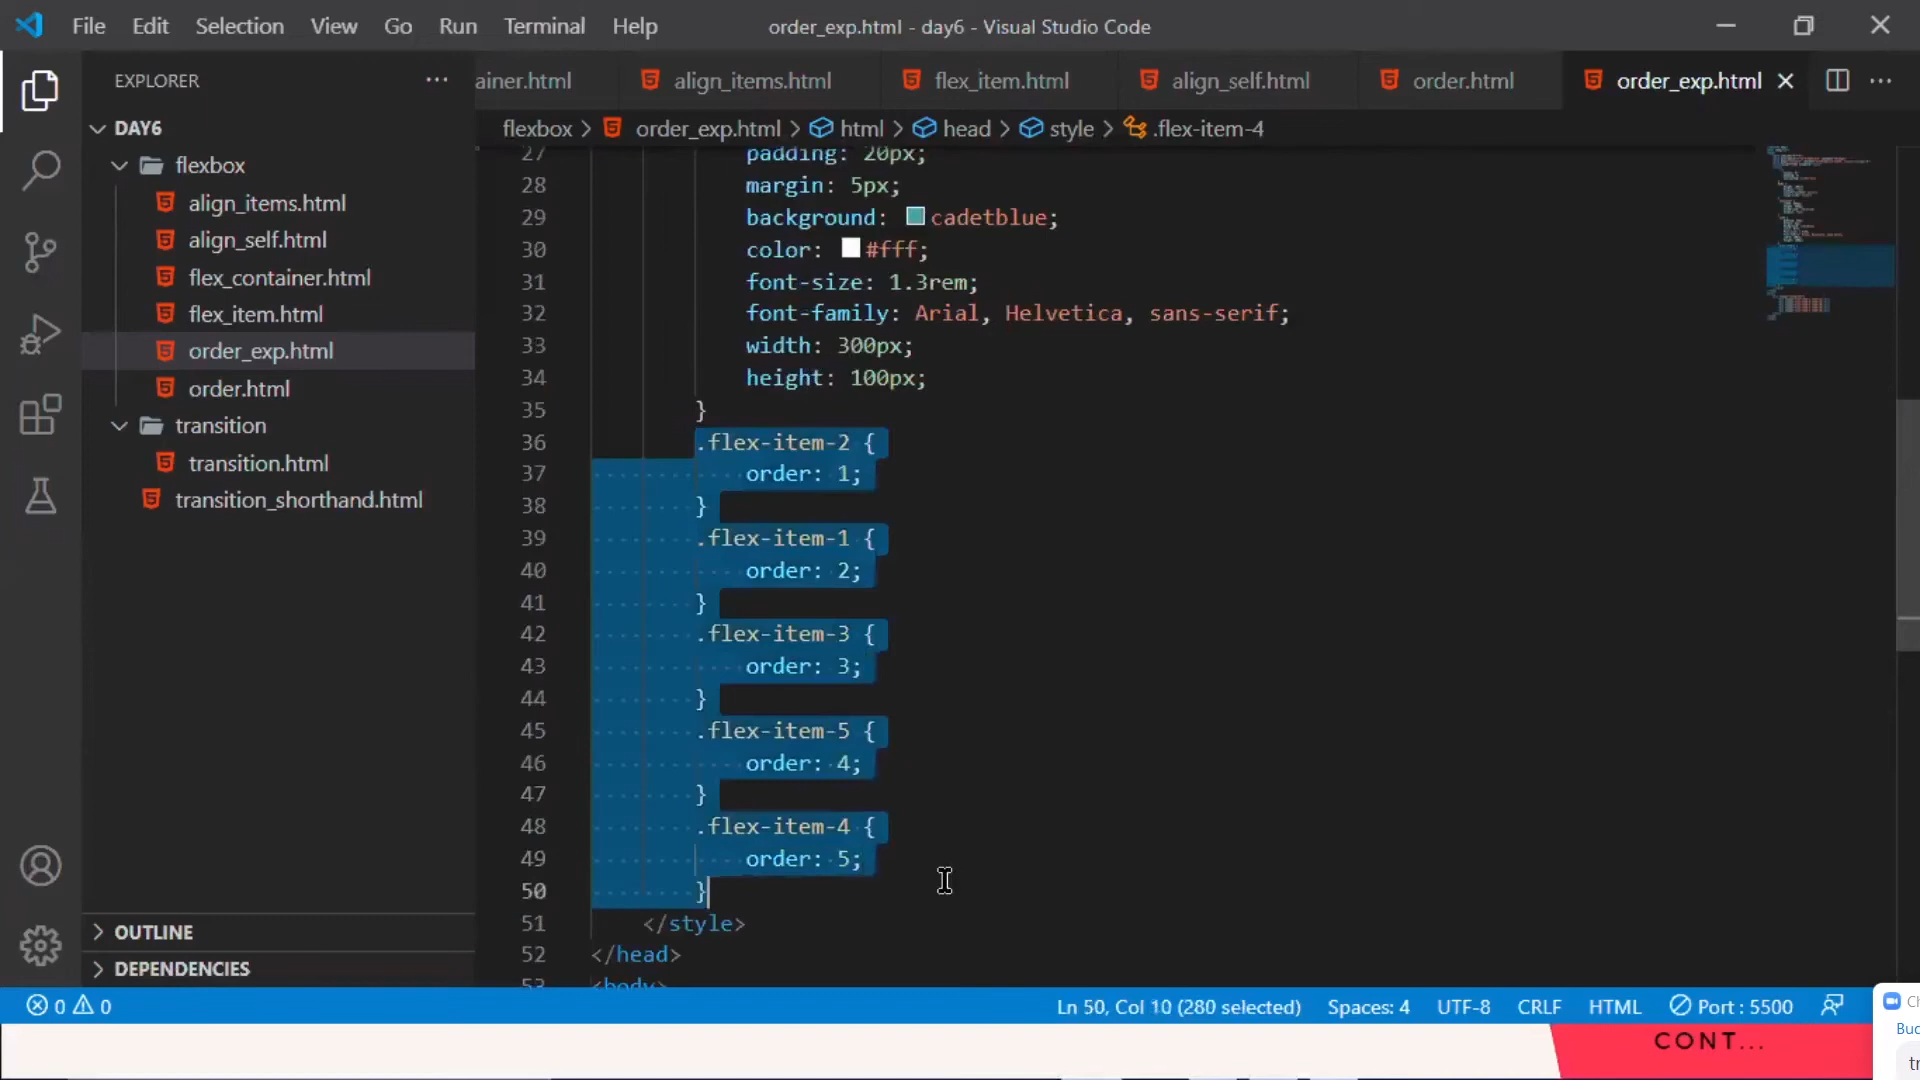 File Edit Selection View Go Run Terminal Help order_exp.html - day6 - Visual Studio Code
EXPLORER
DAY6
flexbox
align_items.html
align_self.html
flex_container.html
flex_item.html
order_exp.html
order.html
transition
transition.html
transition_shorthand.html
OUTLINE
DEPENDENCIES
ainer.html align_items.html flex_item.html align_self.html order.html order_exp.html
flexbox > order_exp.html > html > head > style > .flex-item-4
27 padding: 20px;
28 margin: 5px;
29 background: cadetblue;
30 color: #fff;
31 font-size: 1.3rem;
32 font-family: Arial, Helvetica, sans-serif;
33 width: 300px;
34 height: 100px;
35 }
36 .flex-item-2 {
37 order: 1;
38 }
39 .flex-item-1 {
40 order: 2;
41 }
42 .flex-item-3 {
43 order: 3;
44 }
45 .flex-item-5 {
46 order: 4;
47 }
48 .flex-item-4 {
49 order: 5;
50 }
51 </style>
52 </head>
53 <body>
0 0 Ln 50, Col 10 (280 selected) Spaces: 4 UTF-8 CRLF HTML Port : 5500
CONT...
Buc